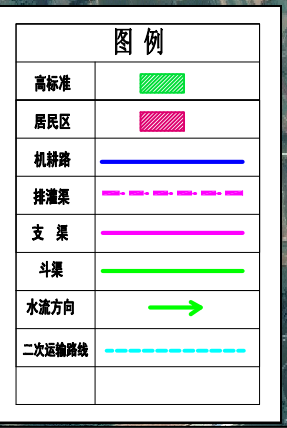 图 例
高标准
居民区
机耕路
排灌渠
支 渠
斗渠
水流方向
二次运输路线